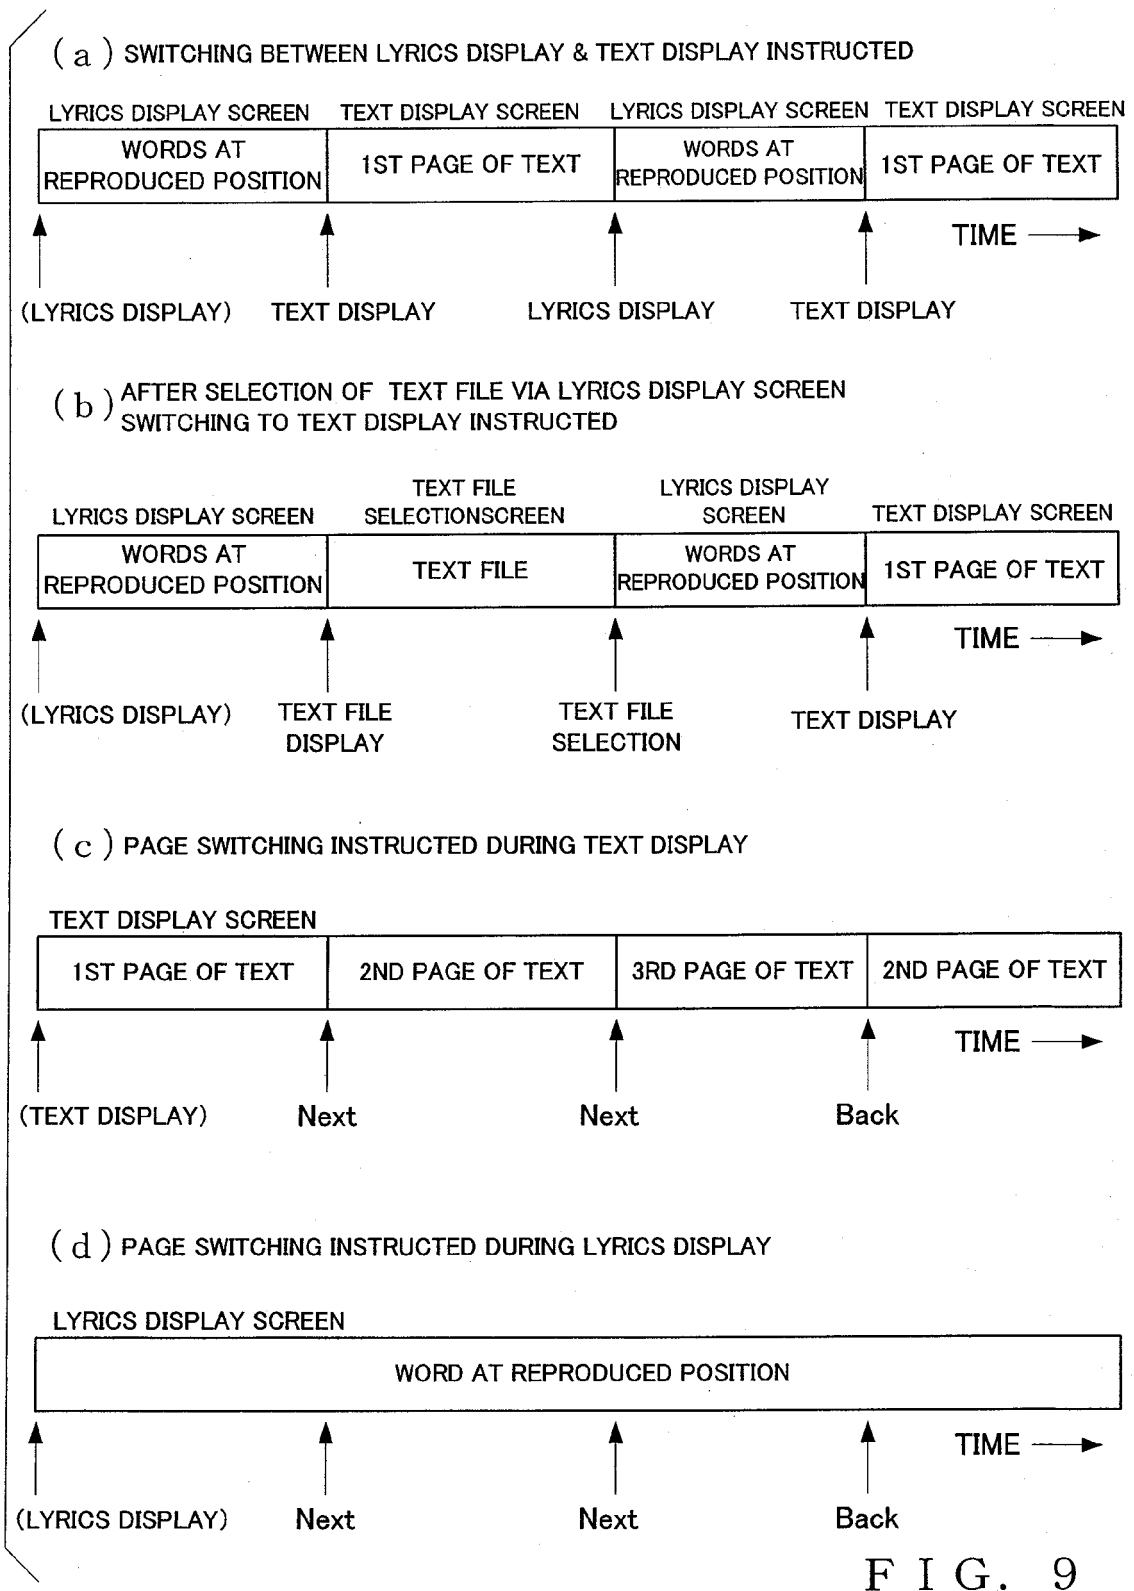 (a) SWITCHING BETWEEN LYRICS DISPLAY & TEXT DISPLAY INSTRUCTED
LYRICS DISPLAY SCREEN TEXT DISPLAY SCREEN LYRICS DISPLAY SCREEN TEXT DISPLAY SCREEN
WORDS AT
REPRODUCED POSITION
1ST PAGE OF TEXT
WORDS AT
REPRODUCED POSITION
1ST PAGE OF TEXT
TIME
(LYRICS DISPLAY) TEXT DISPLAY LYRICS DISPLAY TEXT DISPLAY
(b) AFTER SELECTION OF TEXT FILE VIA LYRICS DISPLAY SCREEN
SWITCHING TO TEXT DISPLAY INSTRUCTED
LYRICS DISPLAY SCREEN
TEXT FILE
SELECTIONSCREEN
LYRICS DISPLAY
SCREEN
TEXT DISPLAY SCREEN
WORDS AT
REPRODUCED POSITION
TEXT FILE
WORDS AT
REPRODUCED POSITION
1ST PAGE OF TEXT
TIME
(LYRICS DISPLAY)
TEXT FILE
DISPLAY
TEXT FILE
SELECTION
TEXT DISPLAY
(c) PAGE SWITCHING INSTRUCTED DURING TEXT DISPLAY
TEXT DISPLAY SCREEN
1ST PAGE OF TEXT 2ND PAGE OF TEXT 3RD PAGE OF TEXT 2ND PAGE OF TEXT
TIME
(TEXT DISPLAY) Next Next Back
(d) PAGE SWITCHING INSTRUCTED DURING LYRICS DISPLAY
LYRICS DISPLAY SCREEN
WORD AT REPRODUCED POSITION
TIME
(LYRICS DISPLAY) Next Next Back
FIG. 9